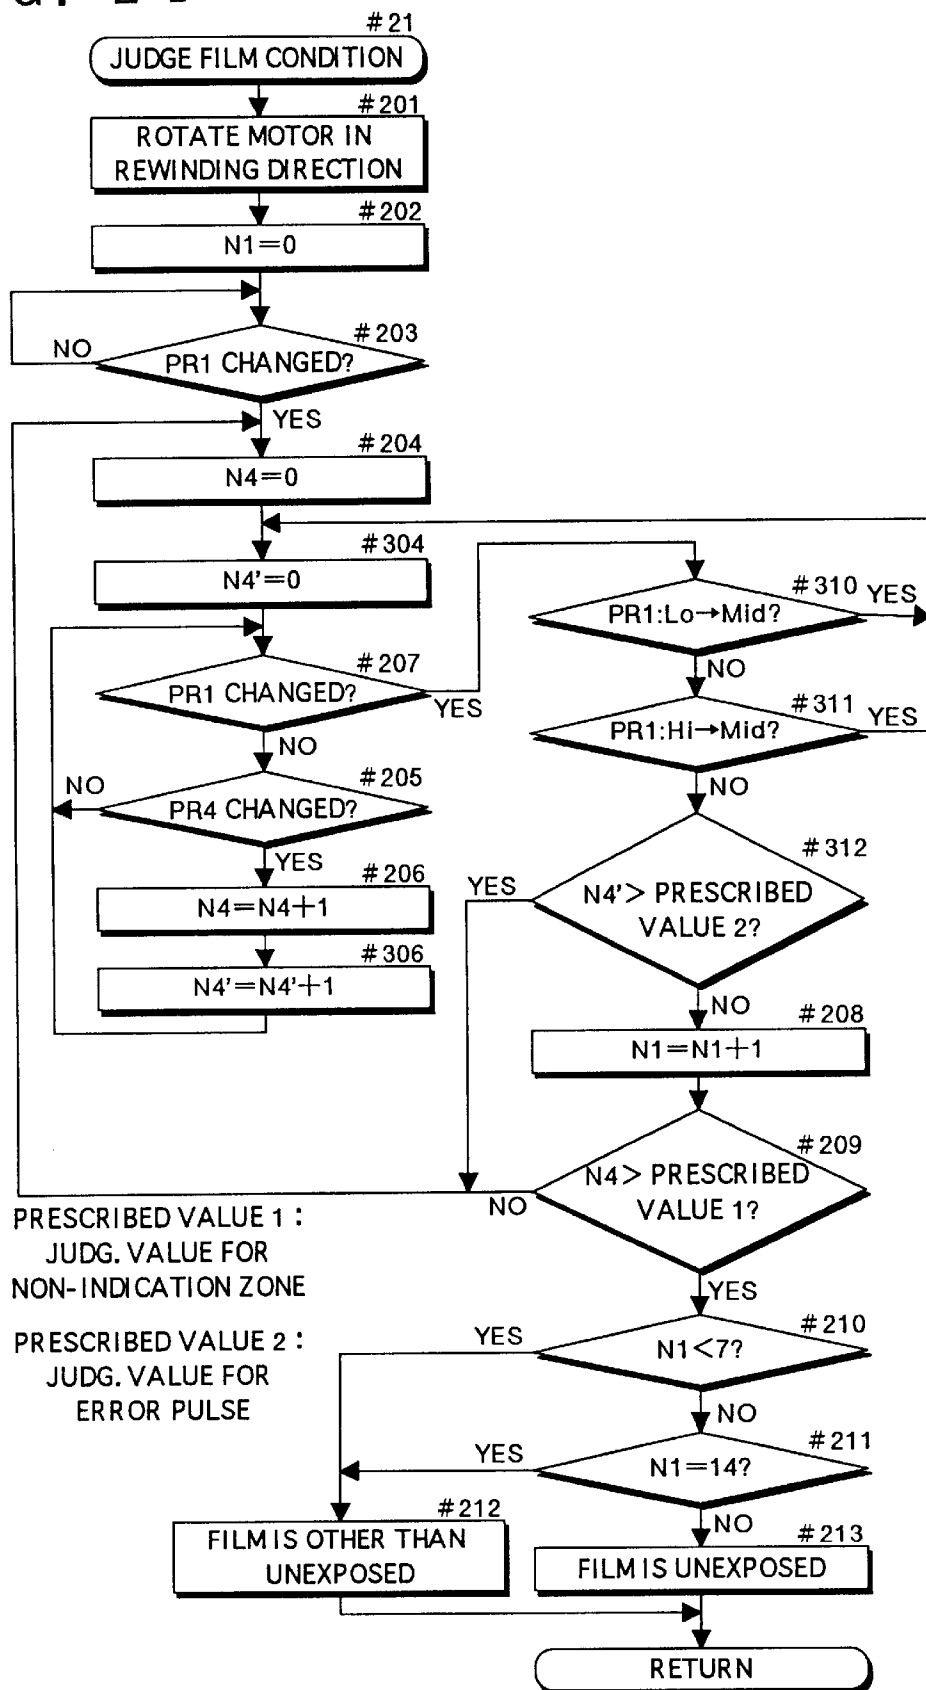 #21
JUDGE FILM CONDITION
#201
ROTATE MOTOR IN
REWINDING DIRECTION
#202
N1=0
#203
PR1 CHANGED?
NO
YES
#204
N4=0
#304
N4'=0
#207
PR1 CHANGED?
YES
NO
#205
PR4 CHANGED?
NO
YES
#206
N4=N4+1
#306
N4'=N4'+1
#310
PR1:Lo→Mid?
YES
NO
#311
PR1:Hi→Mid?
YES
NO
#312
N4'> PRESCRIBED
VALUE 2?
YES
NO
#208
N1=N1+1
#209
N4> PRESCRIBED
VALUE 1?
NO
YES
PRESCRIBED VALUE 1 :
JUDG. VALUE FOR
NON-INDICATION ZONE
PRESCRIBED VALUE 2 :
JUDG. VALUE FOR
ERROR PULSE
#210
N1<7?
YES
NO
#211
N1=14?
YES
NO
#212
FILM IS OTHER THAN
UNEXPOSED
#213
FILM IS UNEXPOSED
RETURN